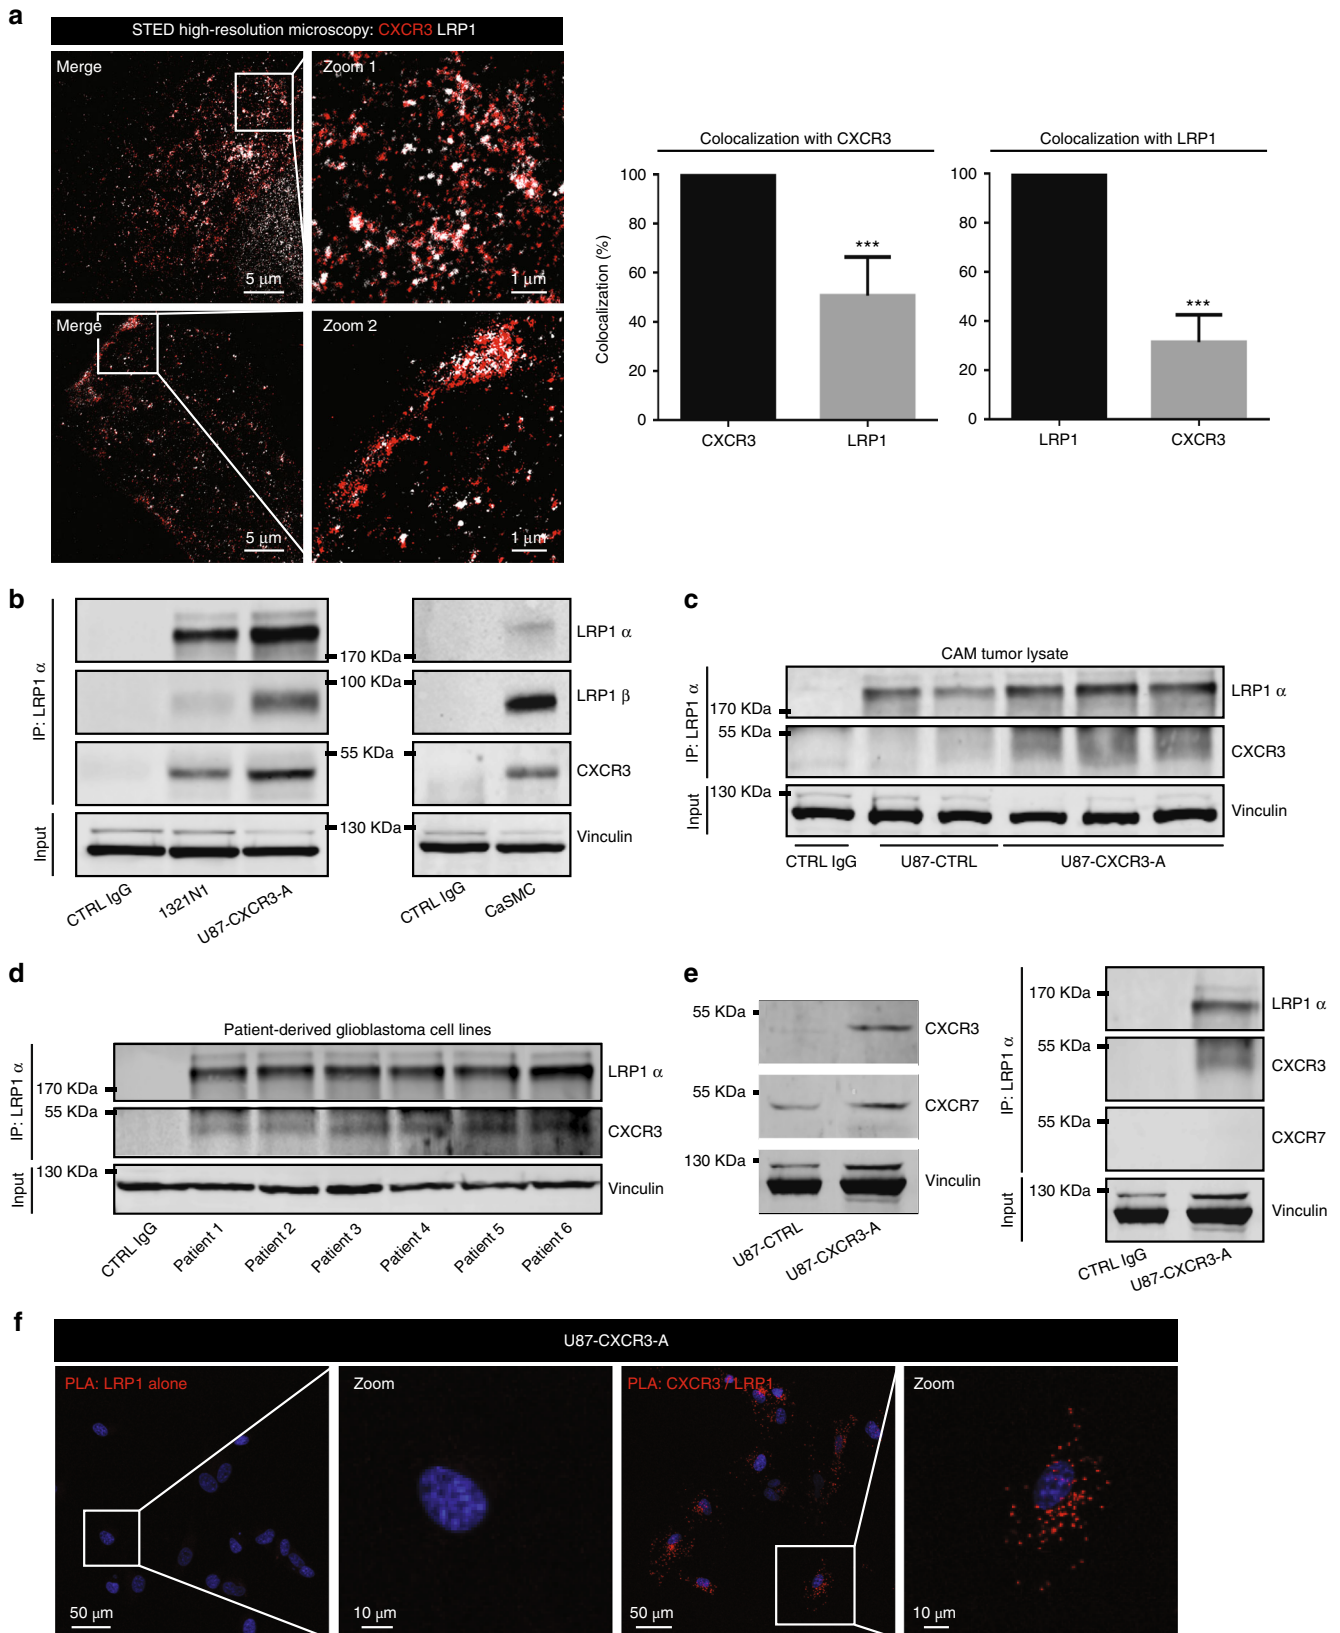 a
STED high-resolution microscopy: CXCR3 LRP1
Merge
5 μm
Zoom 1
1 μm
Merge
5 μm
Zoom 2
1 μm
Colocalization with CXCR3
Colocalization (%)
100
80
60
40
20
0
***
CXCR3
LRP1
Colocalization with LRP1
100
80
60
40
20
0
***
LRP1
CXCR3
b
IP: LRP1 α
Input
170 KDa
100 KDa
55 KDa
130 KDa
LRP1 α
LRP1 β
CXCR3
Vinculin
CTRL IgG
1321N1
U87-CXCR3-A
CTRL IgG
CaSMC
c
CAM tumor lysate
IP: LRP1 α
Input
170 KDa
55 KDa
130 KDa
LRP1 α
CXCR3
Vinculin
CTRL IgG
U87-CTRL
U87-CXCR3-A
d
Patient-derived glioblastoma cell lines
IP: LRP1 α
Input
170 KDa
55 KDa
130 KDa
LRP1 α
CXCR3
Vinculin
CTRL IgG
Patient 1
Patient 2
Patient 3
Patient 4
Patient 5
Patient 6
e
55 KDa
55 KDa
130 KDa
CXCR3
CXCR7
Vinculin
U87-CTRL
U87-CXCR3-A
IP: LRP1 α
Input
170 KDa
55 KDa
55 KDa
130 KDa
LRP1 α
CXCR3
CXCR7
Vinculin
CTRL IgG
U87-CXCR3-A
f
U87-CXCR3-A
PLA: LRP1 alone
50 μm
Zoom
10 μm
PLA: CXCR3 / LRP1
50 μm
Zoom
10 μm